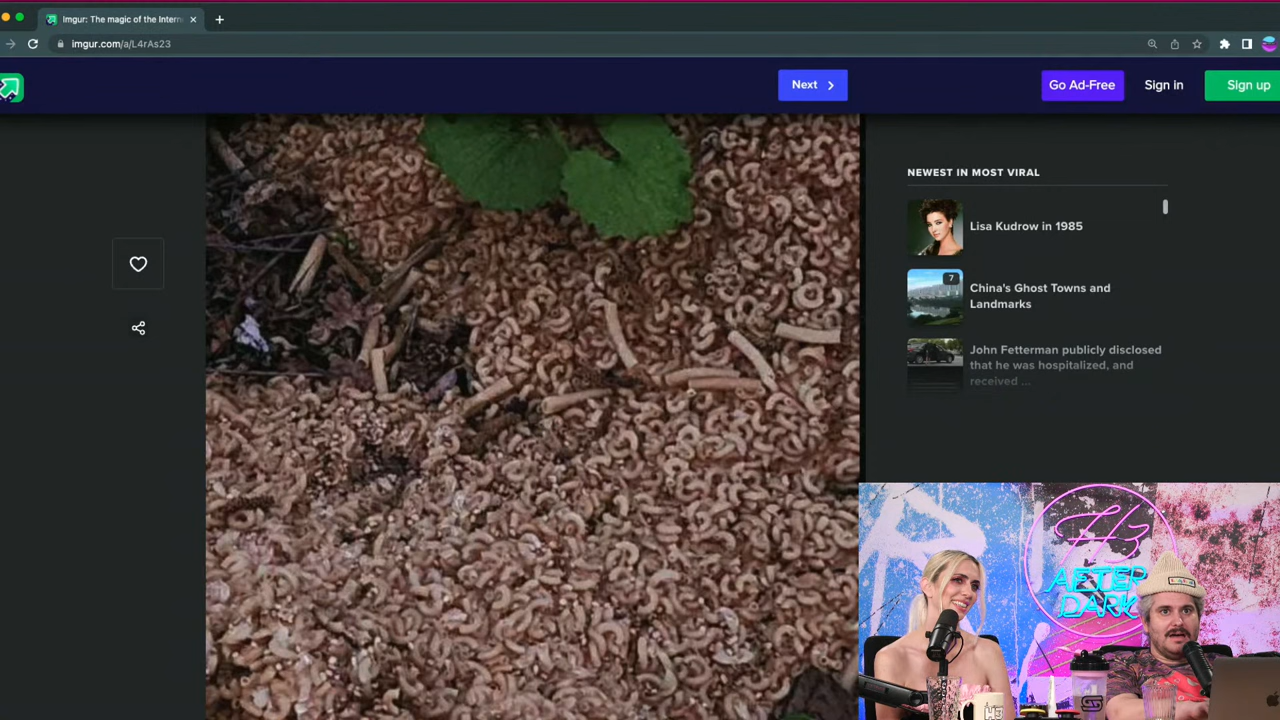 Imgur: The magic of the Intern
imgur.com/a/L4rAs23
Next
Go Ad-Free
Sign in
Sign up
NEWEST IN MOST VIRAL
Lisa Kudrow in 1985
7
China's Ghost Towns and
Landmarks
John Fetterman publicly disclosed
that he was hospitalized, and
received ...
H3
AFTER
DARK
H3